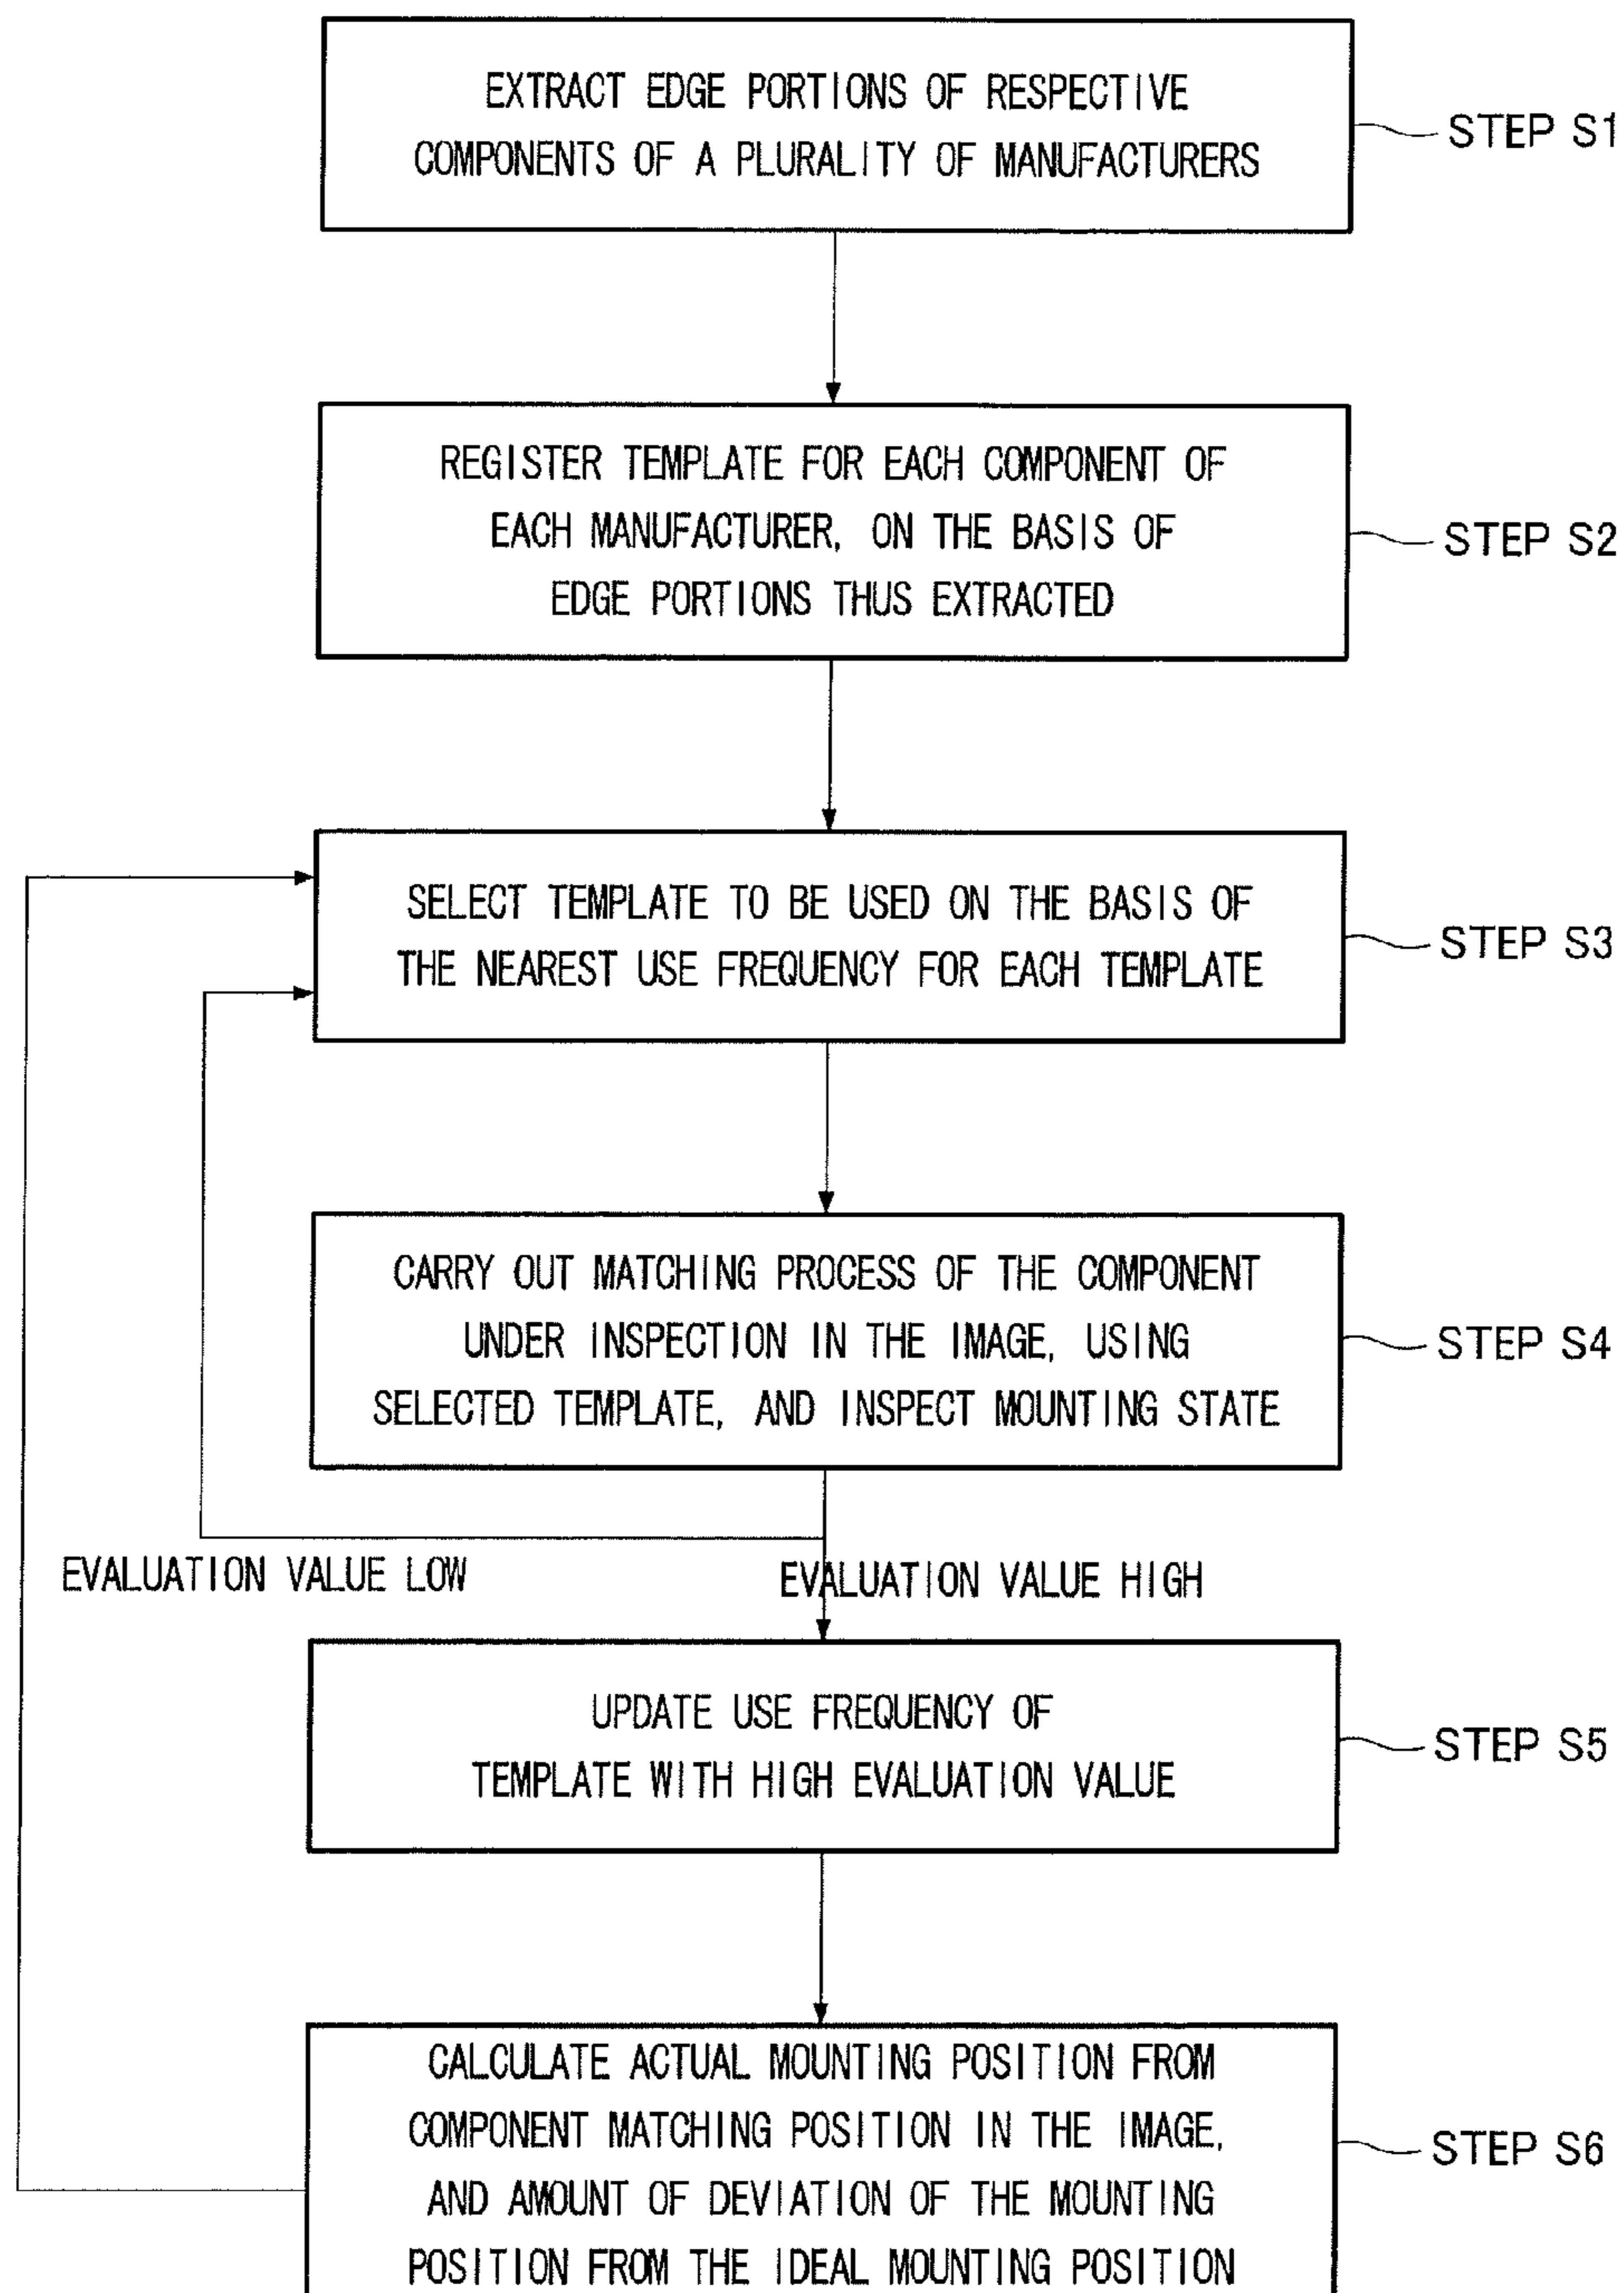 EXTRACT EDGE PORTIONS OF RESPECTIVE
COMPONENTS OF A PLURALITY OF MANUFACTURERS
STEP S1
REGISTER TEMPLATE FOR EACH COMPONENT OF
EACH MANUFACTURER, ON THE BASIS OF
EDGE PORTIONS THUS EXTRACTED
STEP S2
SELECT TEMPLATE TO BE USED ON THE BASIS OF
THE NEAREST USE FREQUENCY FOR EACH TEMPLATE
STEP S3
CARRY OUT MATCHING PROCESS OF THE COMPONENT
UNDER INSPECTION IN THE IMAGE, USING
SELECTED TEMPLATE, AND INSPECT MOUNTING STATE
STEP S4
EVALUATION VALUE LOW
EVALUATION VALUE HIGH
UPDATE USE FREQUENCY OF
TEMPLATE WITH HIGH EVALUATION VALUE
STEP S5
CALCULATE ACTUAL MOUNTING POSITION FROM
COMPONENT MATCHING POSITION IN THE IMAGE,
AND AMOUNT OF DEVIATION OF THE MOUNTING
POSITION FROM THE IDEAL MOUNTING POSITION
STEP S6